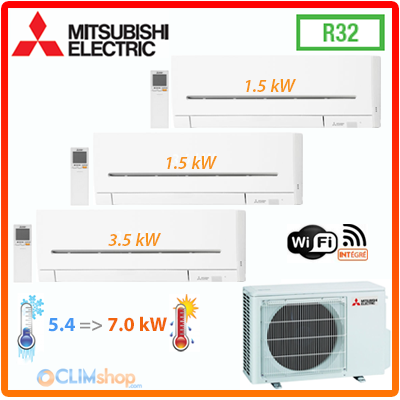 MITSUBISHI
ELECTRIC
R32
1.5 kW
1.5 kW
3.5 kW
Wi Fi
INTÉGRÉ
5.4 => 7.0 kW
MITSUBISHI
ELECTRIC
CLIMshop.com